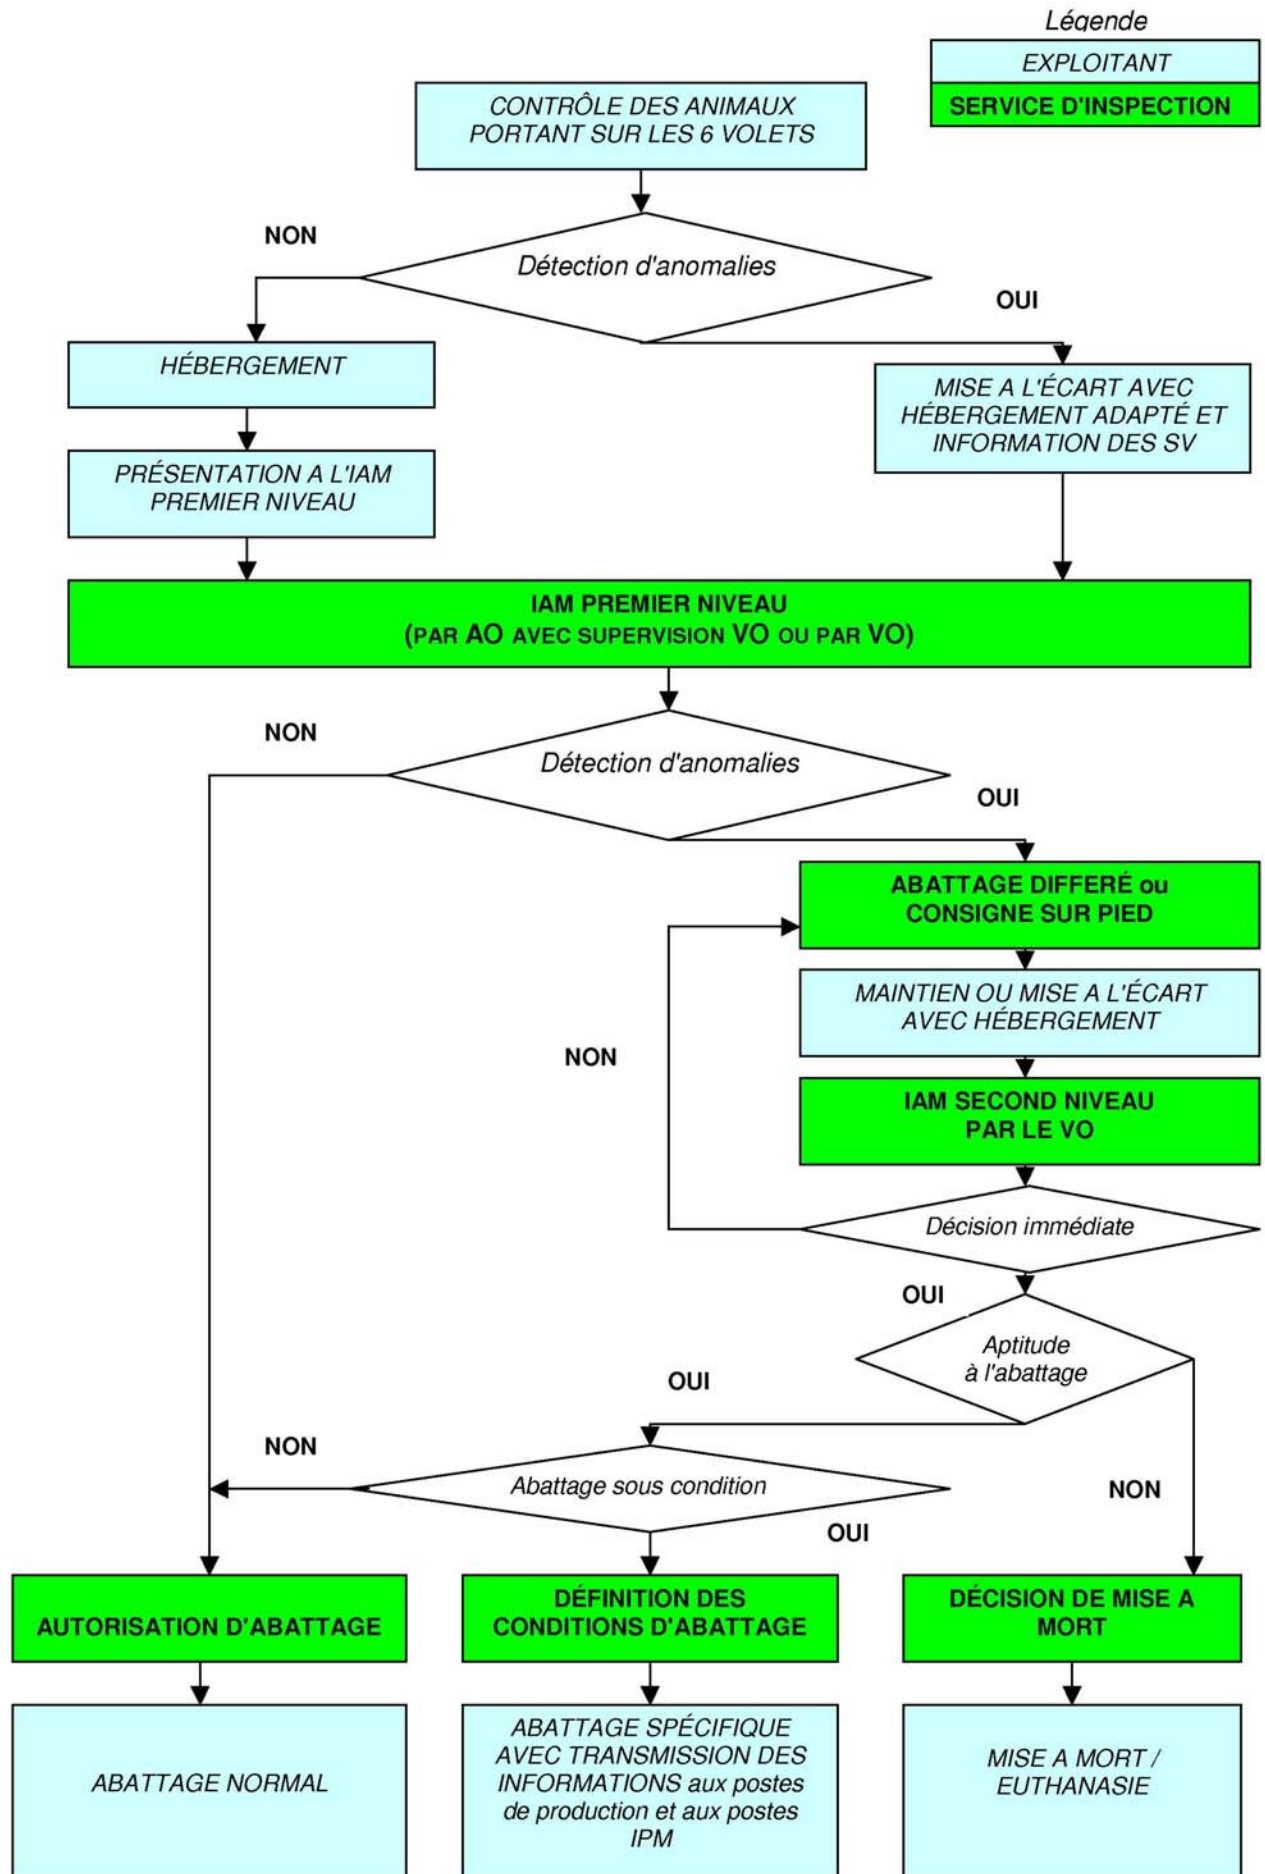 Légende
EXPLOITANT
SERVICE D'INSPECTION
CONTRÔLE DES ANIMAUX
PORTANT SUR LES 6 VOLETS
NON
Détection d'anomalies
OUI
HÉBERGEMENT
MISE A L'ÉCART AVEC
HÉBERGEMENT ADAPTÉ ET
INFORMATION DES SV
PRÉSENTATION A L'IAM
PREMIER NIVEAU
IAM PREMIER NIVEAU
(PAR AO AVEC SUPERVISION VO OU PAR VO)
NON
Détection d'anomalies
OUI
ABATTAGE DIFFERÉ ou
CONSIGNE SUR PIED
MAINTIEN OU MISE A L'ÉCART
AVEC HÉBERGEMENT
NON
IAM SECOND NIVEAU
PAR LE VO
Décision immédiate
OUI
Aptitude
à l'abattage
OUI
NON
Abattage sous condition
NON
OUI
AUTORISATION D'ABATTAGE
DÉFINITION DES
CONDITIONS D'ABATTAGE
DÉCISION DE MISE A
MORT
ABATTAGE NORMAL
ABATTAGE SPÉCIFIQUE
AVEC TRANSMISSION DES
INFORMATIONS aux postes
de production et aux postes
IPM
MISE A MORT /
EUTHANASIE